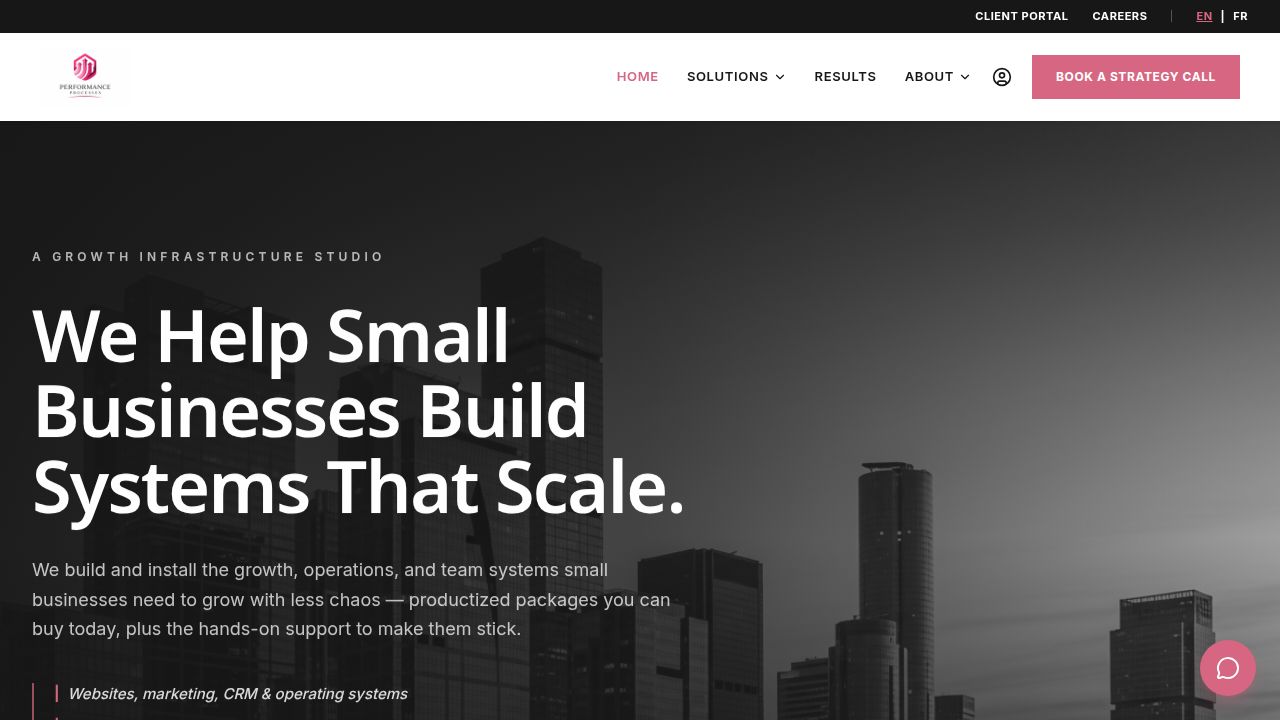 CLIENT PORTAL CAREERS EN | FR
PERFORMANCE
PROCESSES
HOME SOLUTIONS RESULTS ABOUT BOOK A STRATEGY CALL
A GROWTH INFRASTRUCTURE STUDIO
We Help Small
Businesses Build
Systems That Scale.
We build and install the growth, operations, and team systems small
businesses need to grow with less chaos — productized packages you can
buy today, plus the hands-on support to make them stick.
Websites, marketing, CRM & operating systems